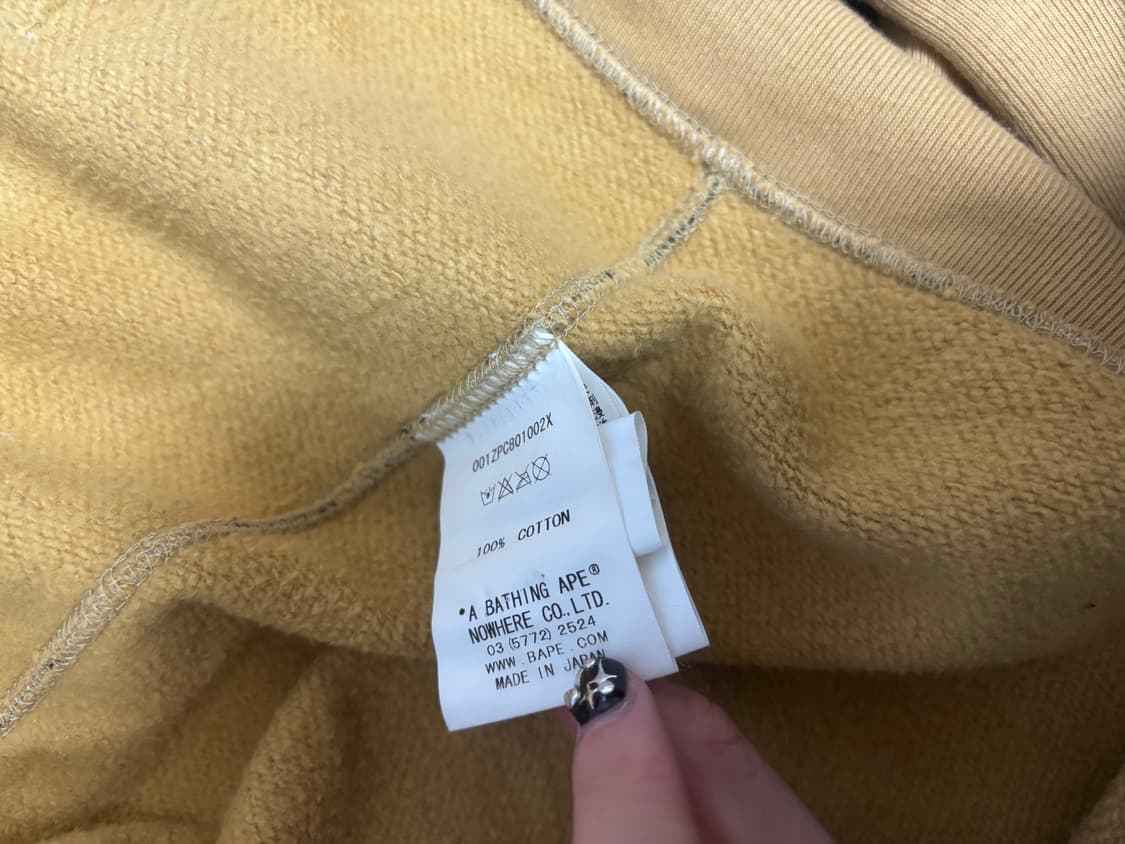 001ZPC801002X
100% COTTON
*A BATHING APE®
NOWHERE CO.,LTD.
03 (5772) 2524
WWW.BAPE.COM
MADE IN JAPAN